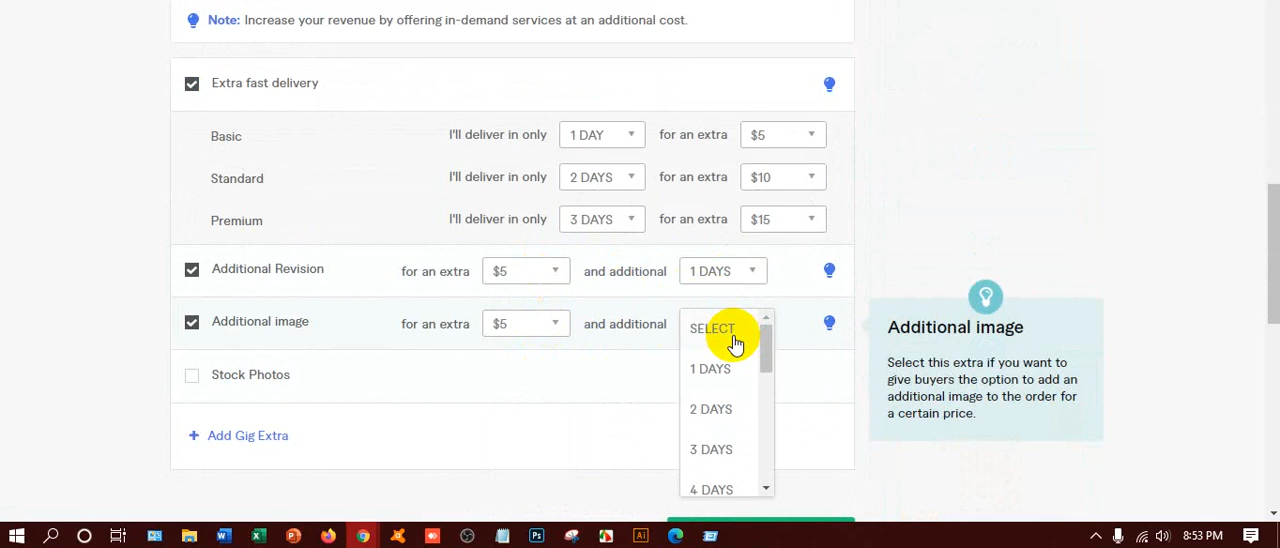 Note: Increase your revenue by offering in-demand services at an additional cost.
Extra fast delivery
Basic I'll deliver in only 1 DAY for an extra $5
Standard I'll deliver in only 2 DAYS for an extra $10
Premium I'll deliver in only 3 DAYS for an extra $15
Additional Revision for an extra $5 and additional 1 DAYS
Additional image for an extra $5 and additional
SELECT
1 DAYS
2 DAYS
3 DAYS
4 DAYS
Stock Photos
+ Add Gig Extra
Additional image
Select this extra if you want to
give buyers the option to add an
additional image to the order for
a certain price.
8:53 PM